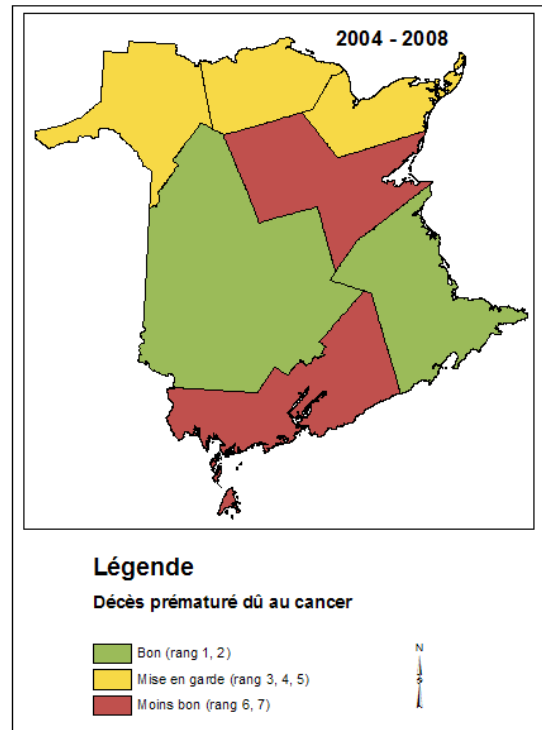 2004 - 2008
Légende
Décès prématuré dû au cancer
Bon (rang 1, 2)
Mise en garde (rang 3, 4, 5)
Moins bon (rang 6, 7)
N